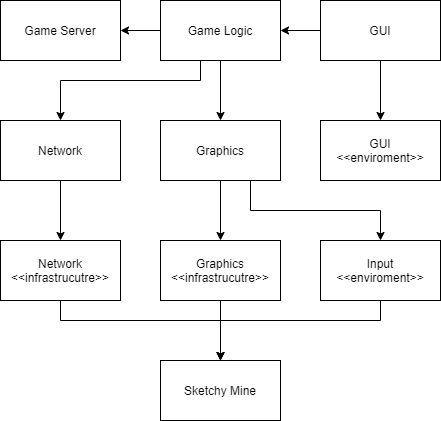 Game Server
Game Logic
GUI
Network
Graphics
GUI
<<enviroment>>
Network
<<infrastrucutre>>
Graphics
<<infrastrucutre>>
Input
<<enviroment>>
Sketchy Mine